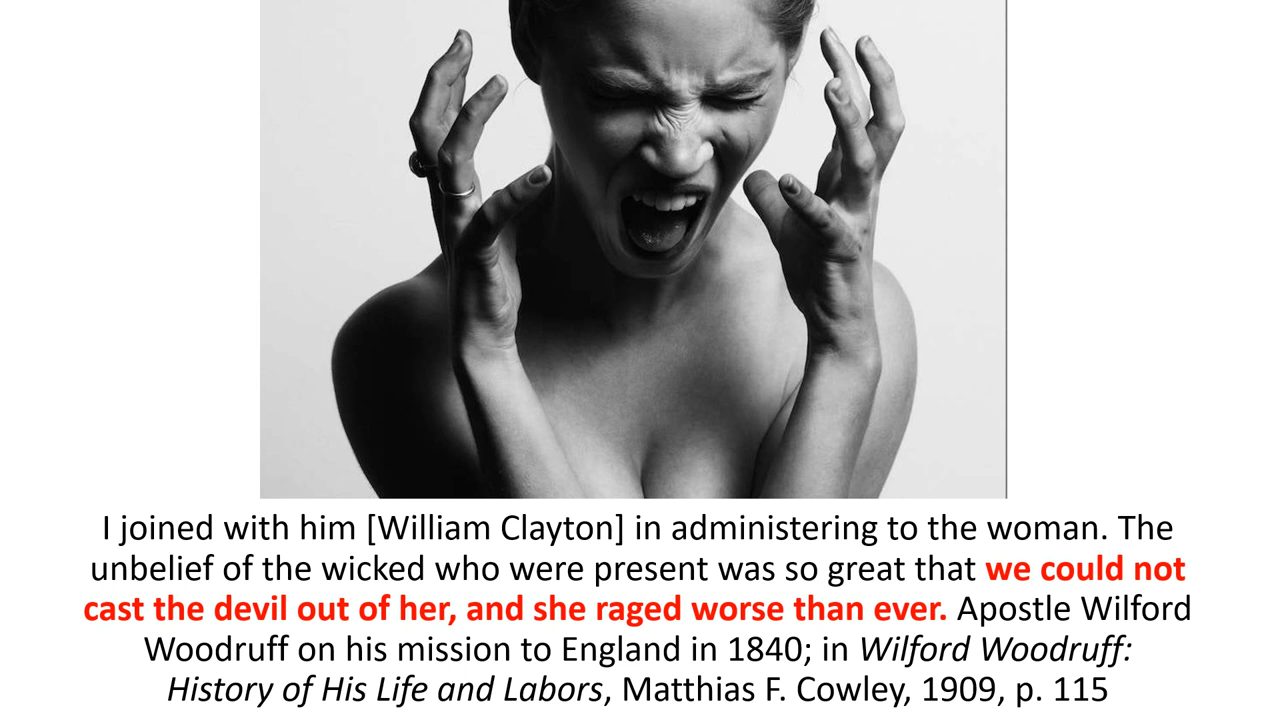 I joined with him [William Clayton] in administering to the woman. The
unbelief of the wicked who were present was so great that we could not
cast the devil out of her, and she raged worse than ever. Apostle Wilford
Woodruff on his mission to England in 1840; in Wilford Woodruff:
History of His Life and Labors, Matthias F. Cowley, 1909, p. 115